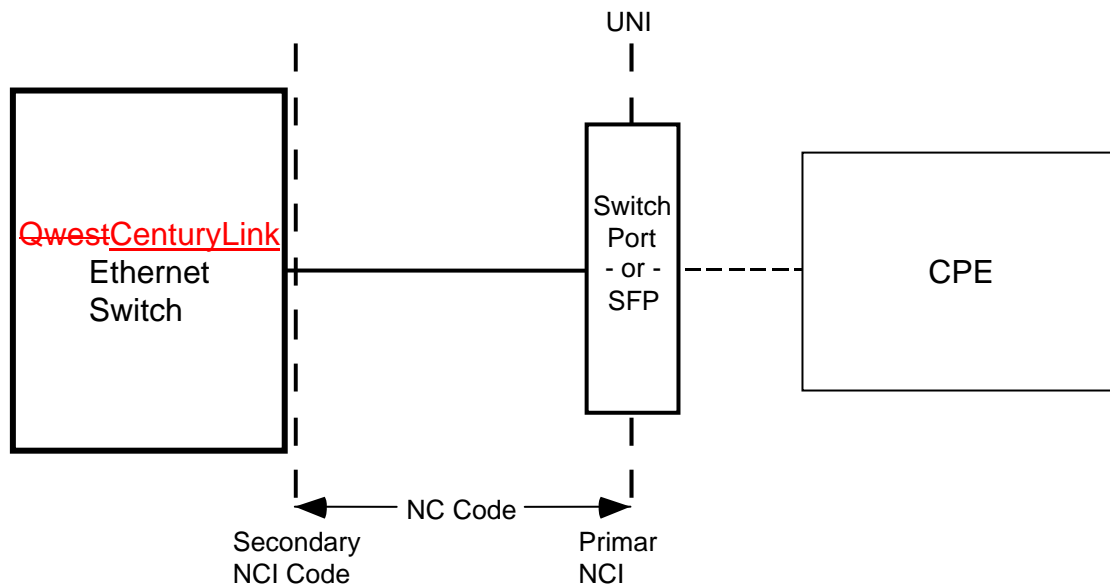 UNI
QwestCenturyLink
Ethernet
Switch
Switch
Port
- or -
SFP
CPE
NC Code
Secondary
NCI Code
Primar
NCI